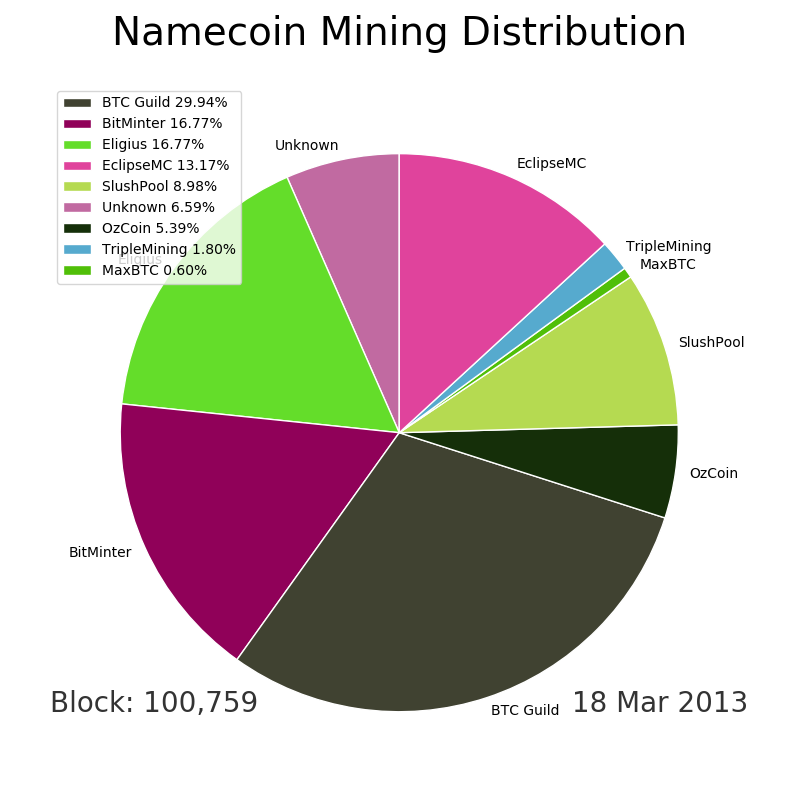 Namecoin Mining Distribution
BTC Guild 29.94%
BitMinter 16.77%
Eligius 16.77%
EclipseMC 13.17%
SlushPool 8.98%
Unknown 6.59%
OzCoin 5.39%
TripleMining 1.80%
MaxBTC 0.60%
Unknown
EclipseMC
TripleMining
MaxBTC
Eligius
SlushPool
OzCoin
BitMinter
BTC Guild
Block: 100,759
18 Mar 2013